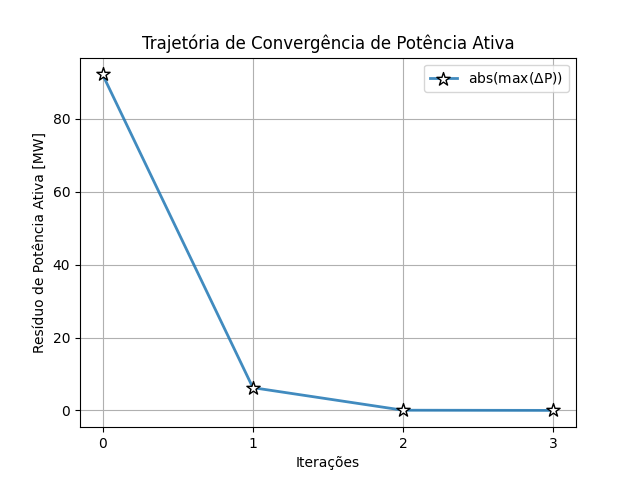 Trajetória de Convergência de Potência Ativa
abs(max(ΔP))
Resíduo de Potência Ativa [MW]
80
60
40
20
0
0 1 2 3
Iterações